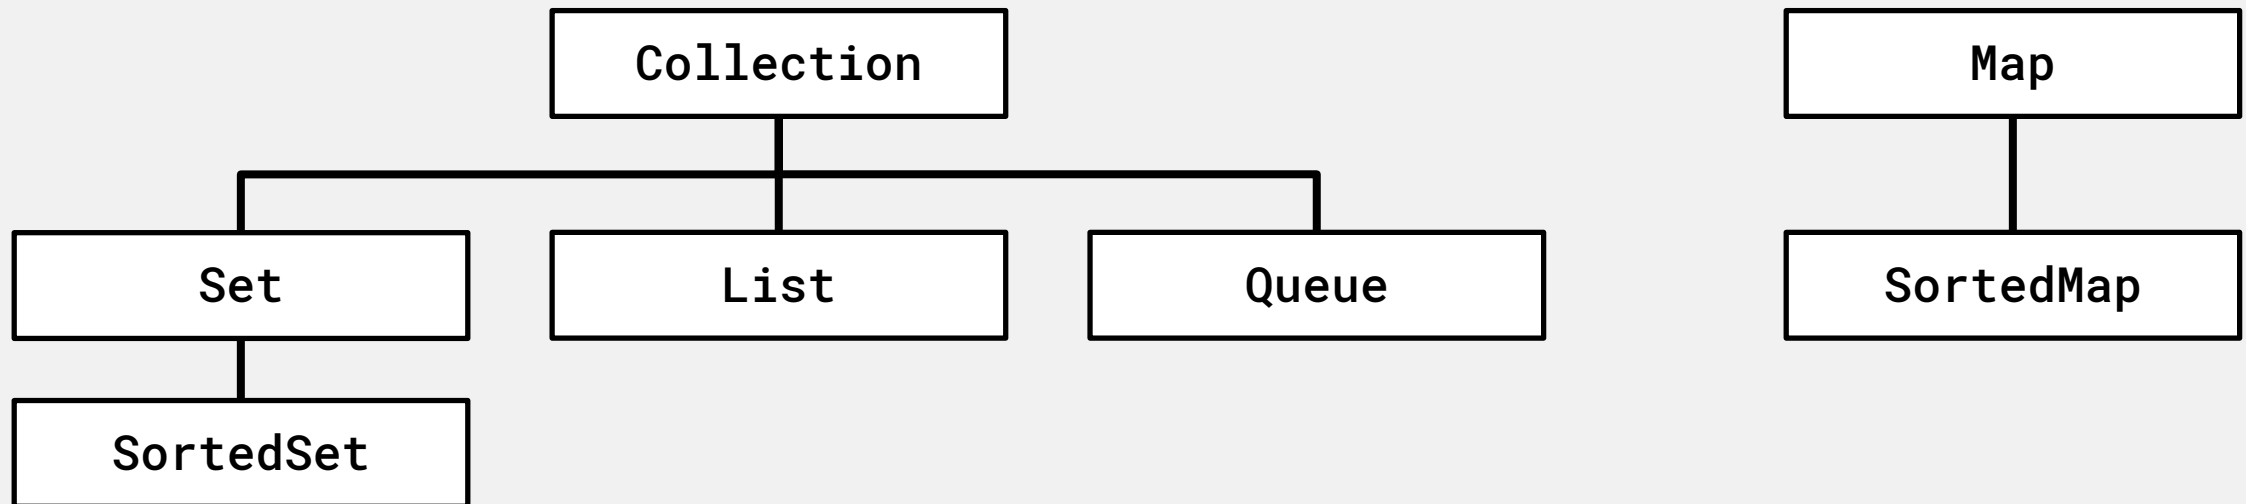 Collection
Map
Set
List
Queue
SortedMap
SortedSet